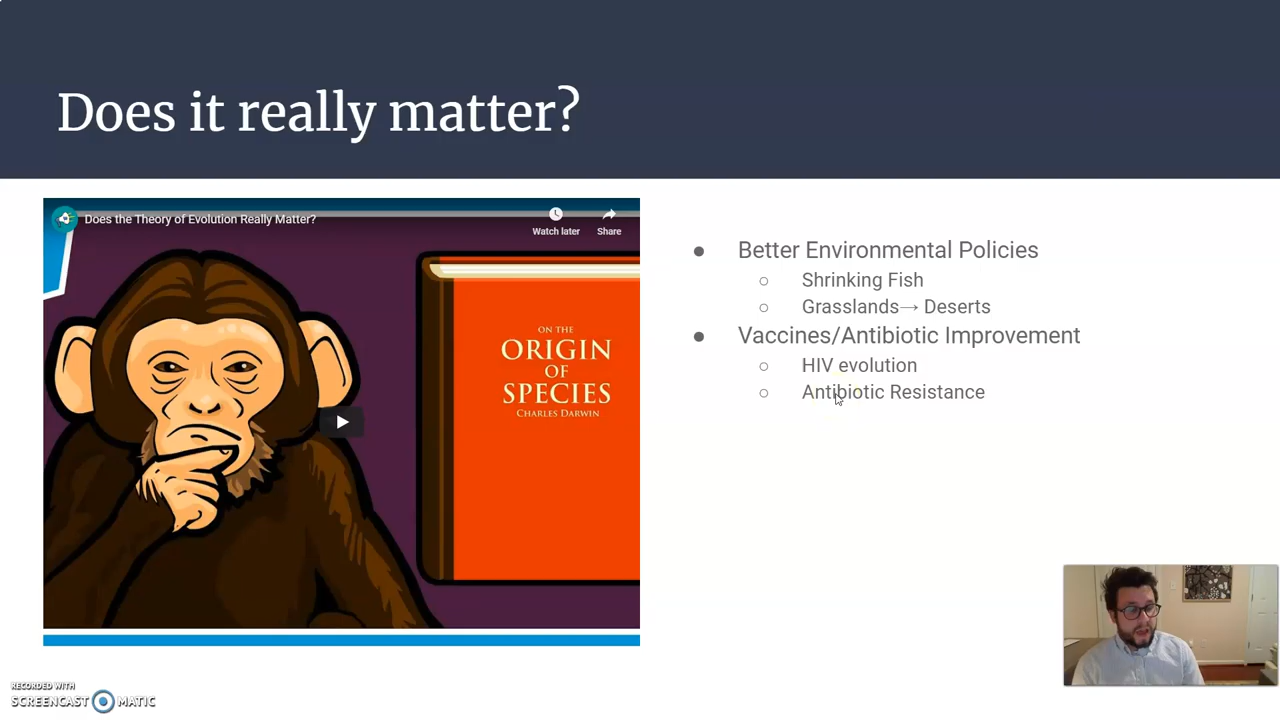 Does it really matter?
Does the Theory of Evolution Really Matter?
Watch later
Share
ON THE
ORIGIN
OF
SPECIES
CHARLES DARWIN
Better Environmental Policies
Shrinking Fish
Grasslands→ Deserts
Vaccines/Antibiotic Improvement
HIV evolution
Antibiotic Resistance
RECORDED WITH
SCREENCAST MATIC